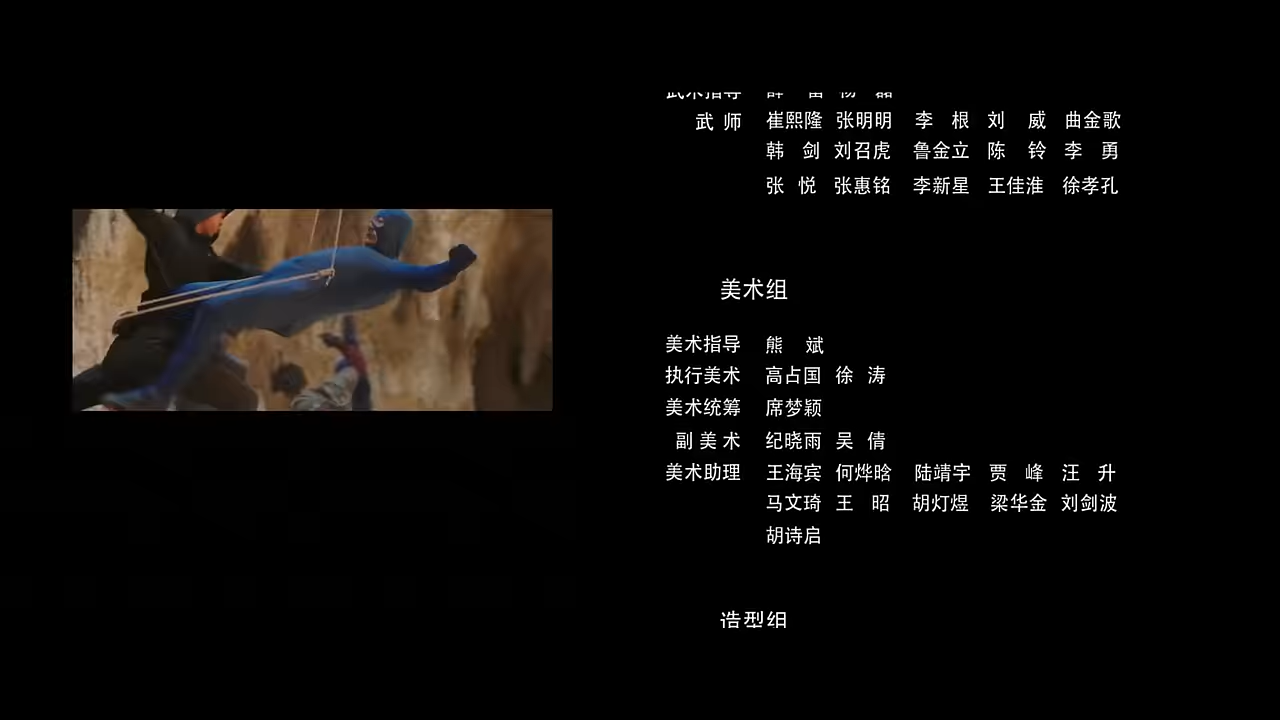 武术指导
武 师 崔熙隆 张明明 李 根 刘 威 曲金歌
韩 剑 刘召虎 鲁金立 陈 铃 李 勇
张 悦 张惠铭 李新星 王佳淮 徐孝孔
美术组
美术指导 熊 斌
执行美术 高占国 徐 涛
美术统筹 席梦颖
副 美 术 纪晓雨 吴 倩
美术助理 王海宾 何烨晗 陆靖宇 贾 峰 汪 升
马文琦 王 昭 胡灯煜 梁华金 刘剑波
胡诗启
造型组